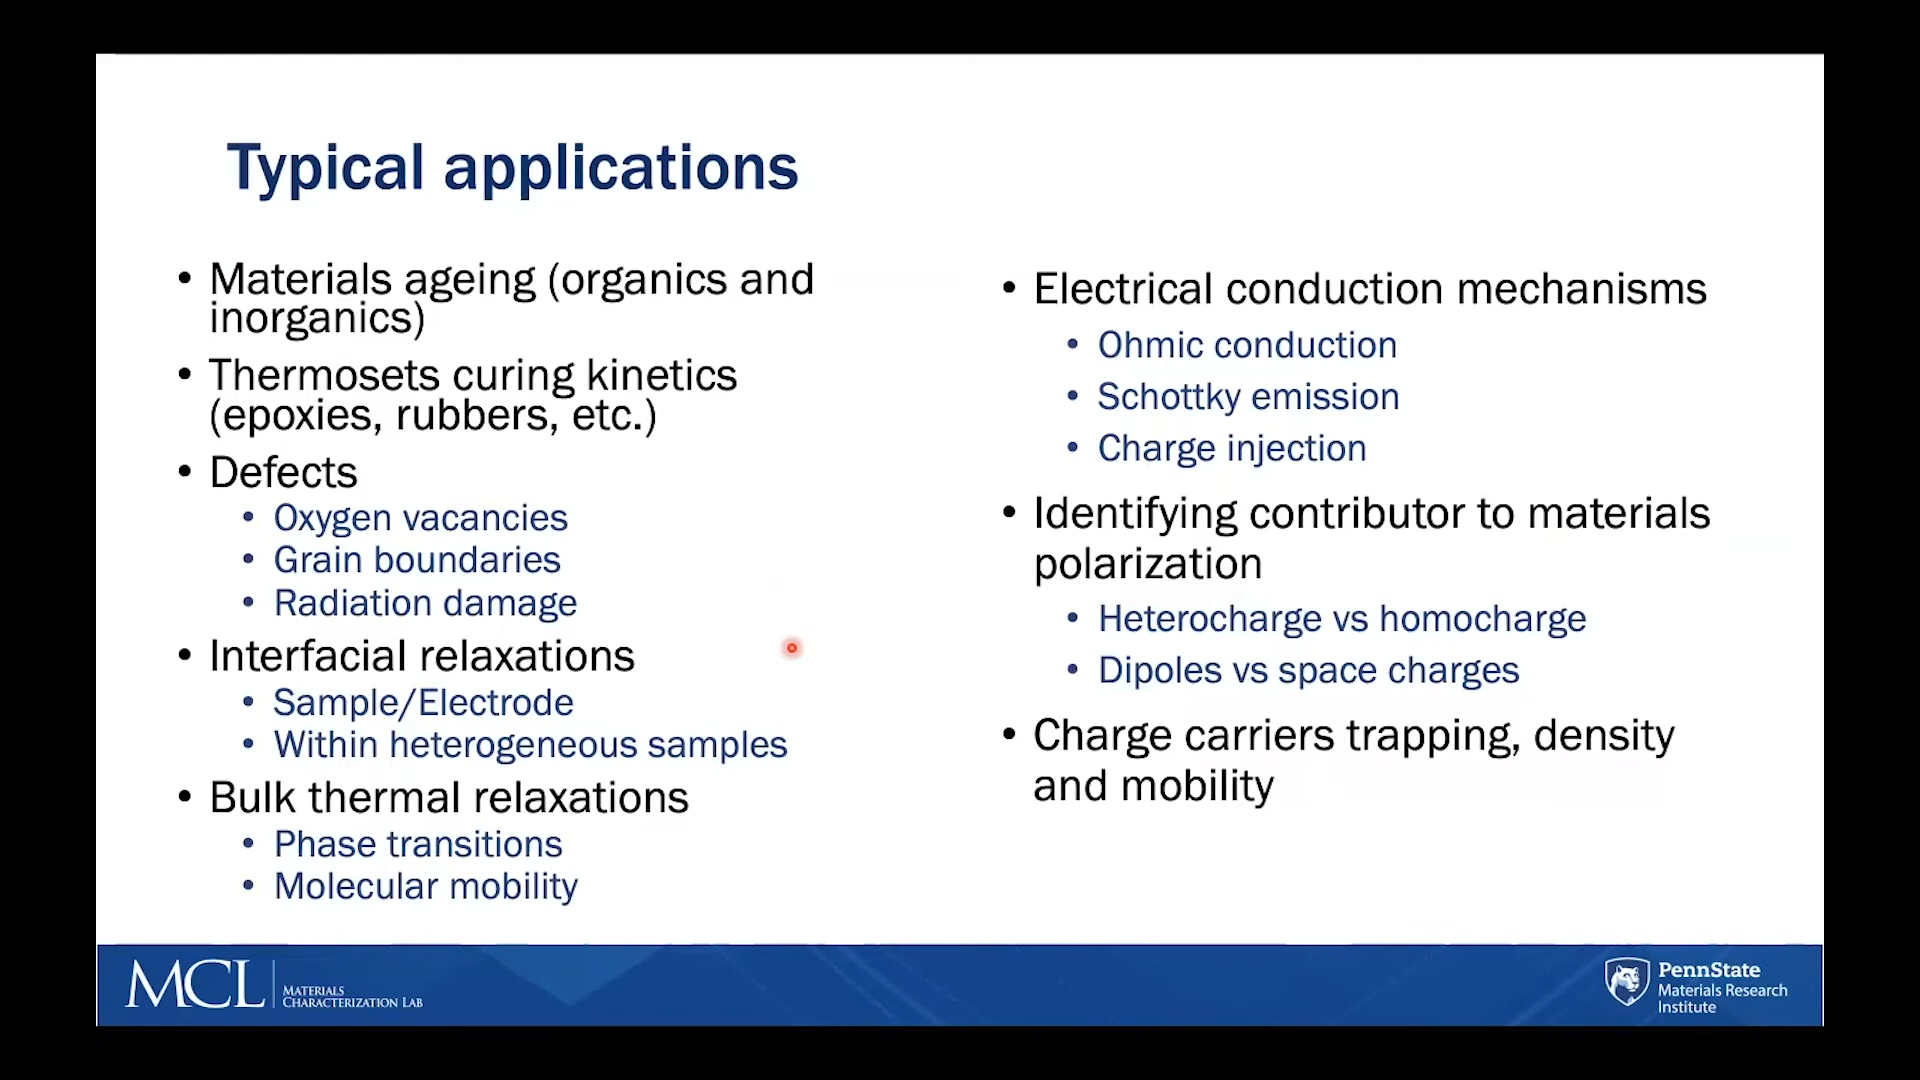 Typical applications
• Materials ageing (organics and
inorganics)
• Thermosets curing kinetics
(epoxies, rubbers, etc.)
• Defects
• Oxygen vacancies
• Grain boundaries
• Radiation damage
• Interfacial relaxations
• Sample/Electrode
• Within heterogeneous samples
• Bulk thermal relaxations
• Phase transitions
• Molecular mobility
• Electrical conduction mechanisms
• Ohmic conduction
• Schottky emission
• Charge injection
• Identifying contributor to materials
polarization
• Heterocharge vs homocharge
• Dipoles vs space charges
• Charge carriers trapping, density
and mobility
MCL
MATERIALS
CHARACTERIZATION LAB
PennState
Materials Research
Institute